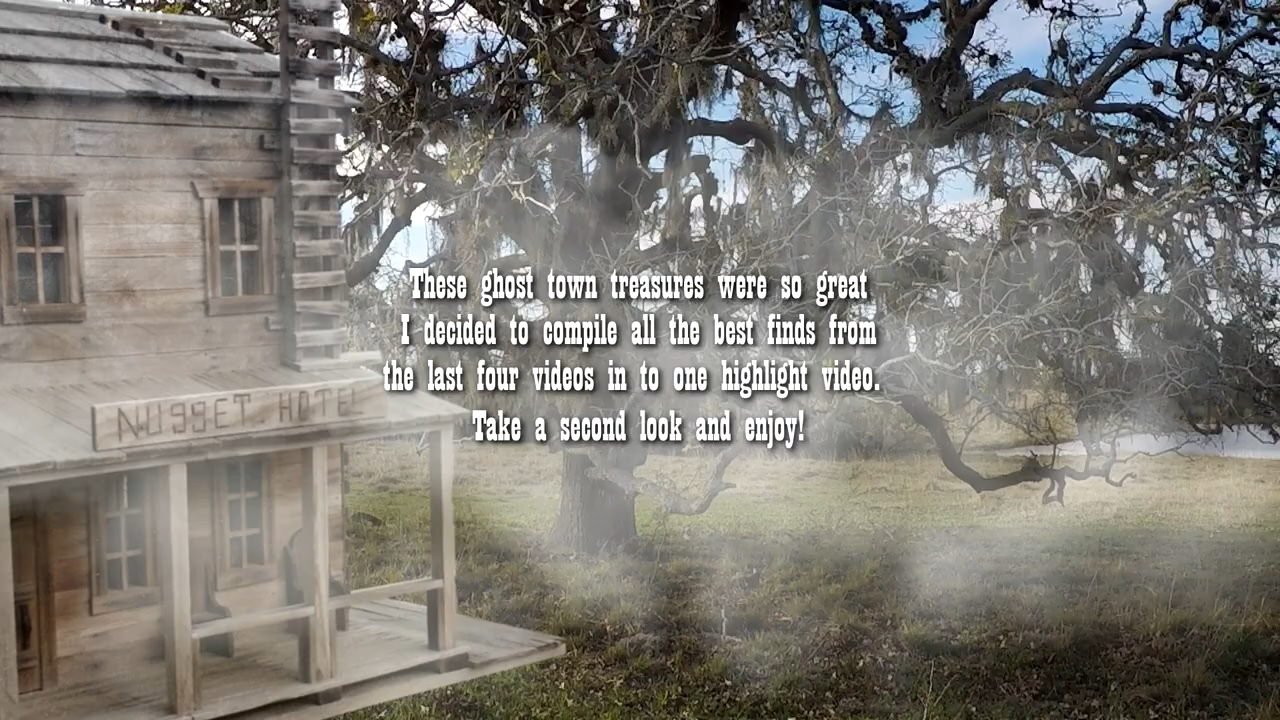 These ghost town treasures were so great
I decided to compile all the best finds from
the last four videos in to one highlight video.
Take a second look and enjoy!
NUGGET HOTEL